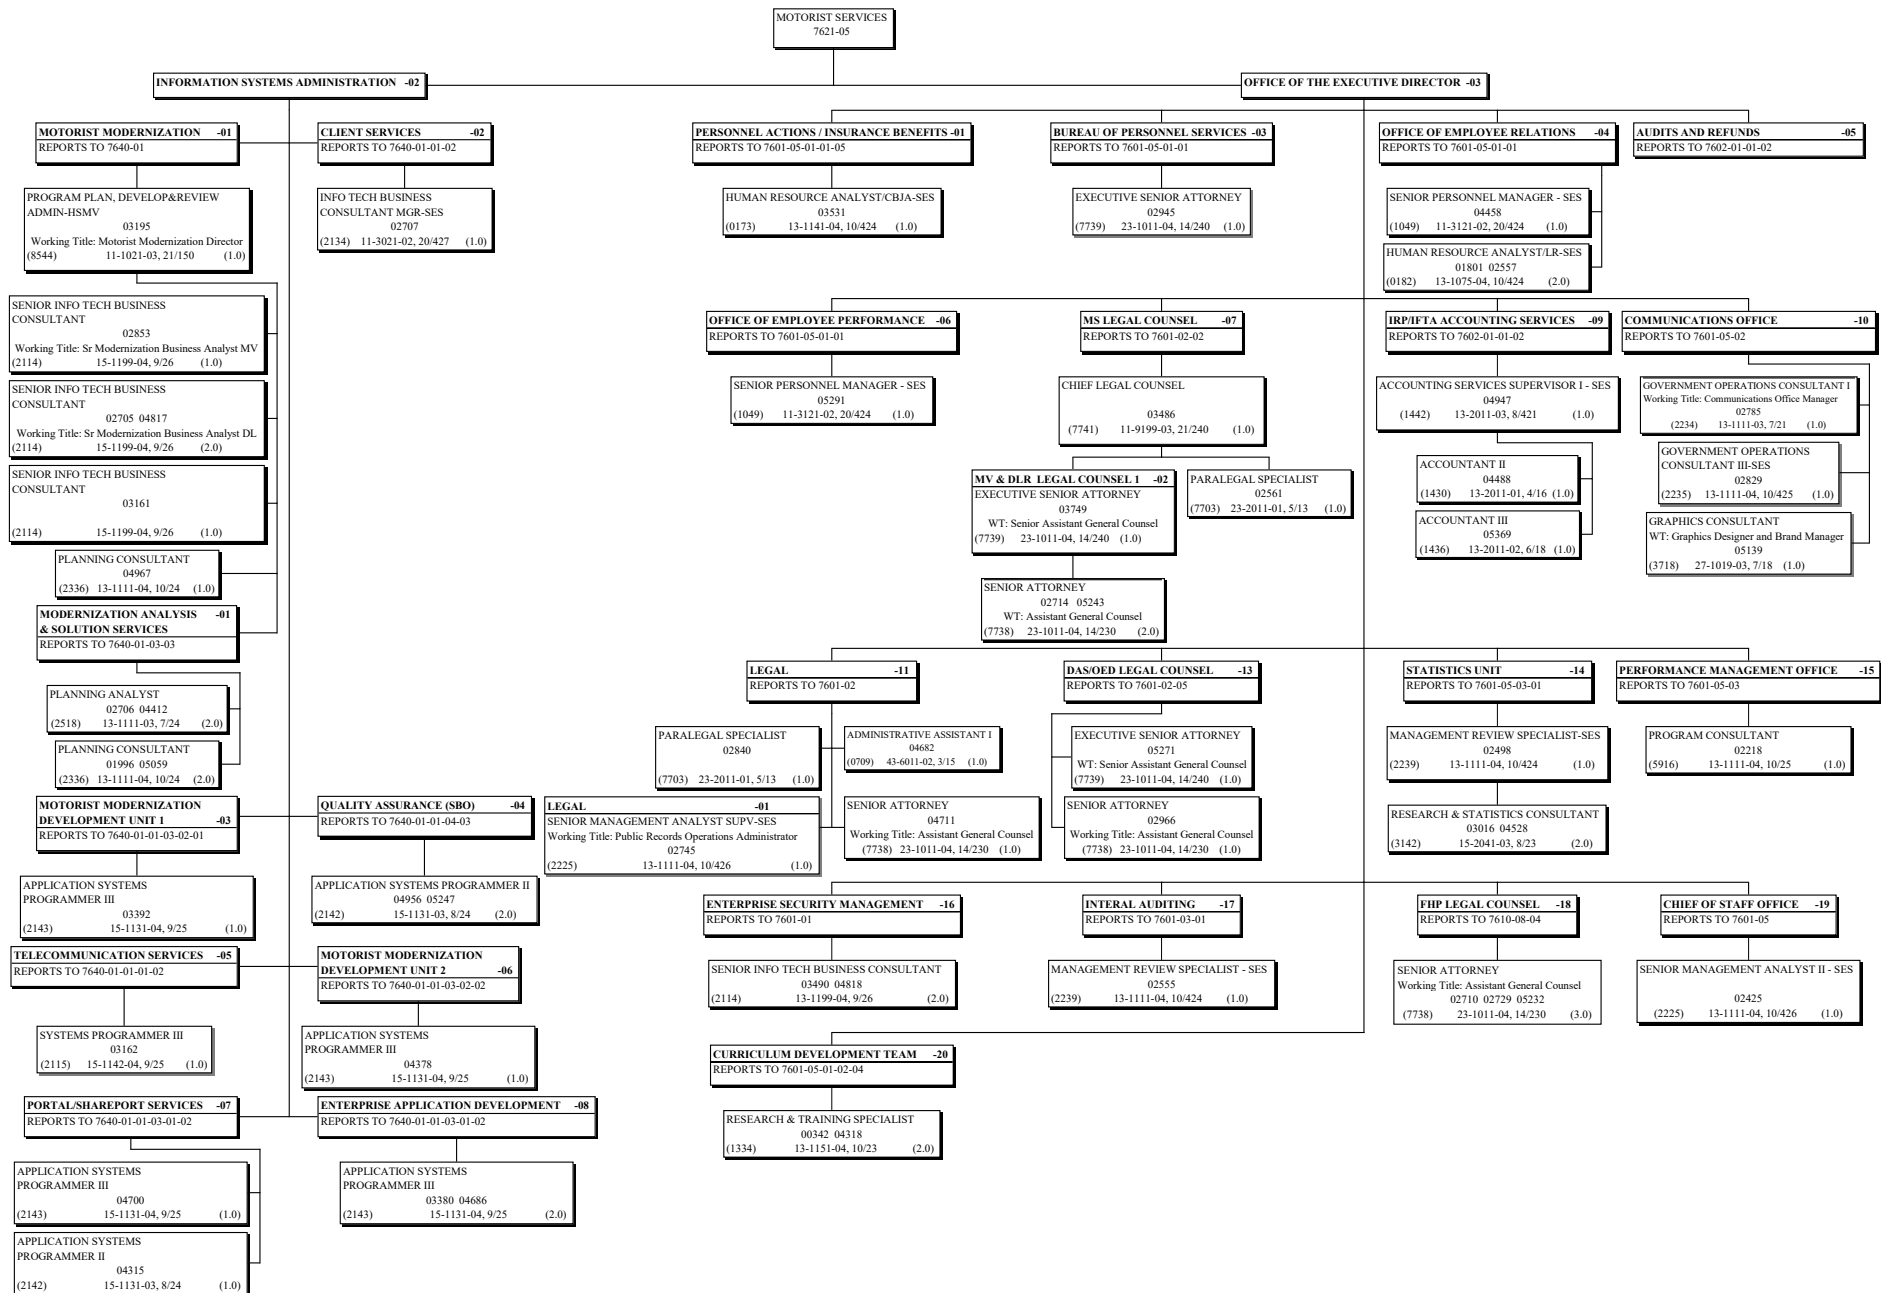 MOTORIST SERVICES
7621-05
INFORMATION SYSTEMS ADMINISTRATION -02
OFFICE OF THE EXECUTIVE DIRECTOR -03
MOTORIST MODERNIZATION -01
REPORTS TO 7640-01
CLIENT SERVICES -02
REPORTS TO 7640-01-01-02
PROGRAM PLAN, DEVELOP&REVIEW
ADMIN-HSMV
03195
Working Title: Motorist Modernization Director
(8544) 11-1021-03, 21/150 (1.0)
INFO TECH BUSINESS
CONSULTANT MGR-SES
02707
(2134) 11-3021-02, 20/427 (1.0)
SENIOR INFO TECH BUSINESS
CONSULTANT
02853
Working Title: Sr Modernization Business Analyst MV
(2114) 15-1199-04, 9/26 (1.0)
SENIOR INFO TECH BUSINESS
CONSULTANT
02705 04817
Working Title: Sr Modernization Business Analyst DL
(2114) 15-1199-04, 9/26 (2.0)
SENIOR INFO TECH BUSINESS
CONSULTANT
03161
(2114) 15-1199-04, 9/26 (1.0)
PLANNING CONSULTANT
04967
(2336) 13-1111-04, 10/24 (1.0)
MODERNIZATION ANALYSIS -01
& SOLUTION SERVICES
REPORTS TO 7640-01-03-03
PLANNING ANALYST
02706 04412
(2518) 13-1111-03, 7/24 (2.0)
PLANNING CONSULTANT
01996 05059
(2336) 13-1111-04, 10/24 (2.0)
MOTORIST MODERNIZATION
DEVELOPMENT UNIT 1 -03
REPORTS TO 7640-01-01-03-02-01
QUALITY ASSURANCE (SBO) -04
REPORTS TO 7640-01-01-04-03
APPLICATION SYSTEMS
PROGRAMMER III
03392
(2143) 15-1131-04, 9/25 (1.0)
APPLICATION SYSTEMS PROGRAMMER II
04956 05247
(2142) 15-1131-03, 8/24 (2.0)
TELECOMMUNICATION SERVICES -05
REPORTS TO 7640-01-01-01-02
MOTORIST MODERNIZATION
DEVELOPMENT UNIT 2 -06
REPORTS TO 7640-01-01-03-02-02
SYSTEMS PROGRAMMER III
03162
(2115) 15-1142-04, 9/25 (1.0)
APPLICATION SYSTEMS
PROGRAMMER III
04378
(2143) 15-1131-04, 9/25 (1.0)
PORTAL/SHAREPORT SERVICES -07
REPORTS TO 7640-01-01-03-01-02
ENTERPRISE APPLICATION DEVELOPMENT -08
REPORTS TO 7640-01-01-03-01-02
APPLICATION SYSTEMS
PROGRAMMER III
04700
(2143) 15-1131-04, 9/25 (1.0)
APPLICATION SYSTEMS
PROGRAMMER III
03380 04686
(2143) 15-1131-04, 9/25 (2.0)
APPLICATION SYSTEMS
PROGRAMMER II
04315
(2142) 15-1131-03, 8/24 (1.0)
PERSONNEL ACTIONS / INSURANCE BENEFITS -01
REPORTS TO 7601-05-01-01-05
BUREAU OF PERSONNEL SERVICES -03
REPORTS TO 7601-05-01-01
OFFICE OF EMPLOYEE RELATIONS -04
REPORTS TO 7601-05-01-01
AUDITS AND REFUNDS -05
REPORTS TO 7602-01-01-02
HUMAN RESOURCE ANALYST/CBJA-SES
03531
(0173) 13-1141-04, 10/424 (1.0)
EXECUTIVE SENIOR ATTORNEY
02945
(7739) 23-1011-04, 14/240 (1.0)
SENIOR PERSONNEL MANAGER - SES
04458
(1049) 11-3121-02, 20/424 (1.0)
HUMAN RESOURCE ANALYST/LR-SES
01801 02557
(0182) 13-1075-04, 10/424 (2.0)
OFFICE OF EMPLOYEE PERFORMANCE -06
REPORTS TO 7601-05-01-01
MS LEGAL COUNSEL -07
REPORTS TO 7601-02-02
IRP/IFTA ACCOUNTING SERVICES -09
REPORTS TO 7602-01-01-02
COMMUNICATIONS OFFICE -10
REPORTS TO 7601-05-02
SENIOR PERSONNEL MANAGER - SES
05291
(1049) 11-3121-02, 20/424 (1.0)
CHIEF LEGAL COUNSEL
03486
(7741) 11-9199-03, 21/240 (1.0)
ACCOUNTING SERVICES SUPERVISOR I - SES
04947
(1442) 13-2011-03, 8/421 (1.0)
GOVERNMENT OPERATIONS CONSULTANT I
Working Title: Communications Office Manager
02785
(2234) 13-1111-03, 7/21 (1.0)
MV & DLR LEGAL COUNSEL 1 -02
EXECUTIVE SENIOR ATTORNEY
03749
WT: Senior Assistant General Counsel
(7739) 23-1011-04, 14/240 (1.0)
PARALEGAL SPECIALIST
02561
(7703) 23-2011-01, 5/13 (1.0)
ACCOUNTANT II
04488
(1430) 13-2011-01, 4/16 (1.0)
GOVERNMENT OPERATIONS
CONSULTANT III-SES
02829
(2235) 13-1111-04, 10/425 (1.0)
ACCOUNTANT III
05369
(1436) 13-2011-02, 6/18 (1.0)
GRAPHICS CONSULTANT
WT: Graphics Designer and Brand Manager
05139
(3718) 27-1019-03, 7/18 (1.0)
SENIOR ATTORNEY
02714 05243
WT: Assistant General Counsel
(7738) 23-1011-04, 14/230 (2.0)
LEGAL -11
REPORTS TO 7601-02
DAS/OED LEGAL COUNSEL -13
REPORTS TO 7601-02-05
STATISTICS UNIT -14
REPORTS TO 7601-05-03-01
PERFORMANCE MANAGEMENT OFFICE -15
REPORTS TO 7601-05-03
PARALEGAL SPECIALIST
02840
(7703) 23-2011-01, 5/13 (1.0)
ADMINISTRATIVE ASSISTANT I
04682
(0709) 43-6011-02, 3/15 (1.0)
EXECUTIVE SENIOR ATTORNEY
05271
WT: Senior Assistant General Counsel
(7739) 23-1011-04, 14/240 (1.0)
MANAGEMENT REVIEW SPECIALIST-SES
02498
(2239) 13-1111-04, 10/424 (1.0)
PROGRAM CONSULTANT
02218
(5916) 13-1111-04, 10/25 (1.0)
LEGAL -01
SENIOR MANAGEMENT ANALYST SUPV-SES
Working Title: Public Records Operations Administrator
02745
(2225) 13-1111-04, 10/426 (1.0)
SENIOR ATTORNEY
04711
Working Title: Assistant General Counsel
(7738) 23-1011-04, 14/230 (1.0)
SENIOR ATTORNEY
02966
Working Title: Assistant General Counsel
(7738) 23-1011-04, 14/230 (1.0)
RESEARCH & STATISTICS CONSULTANT
03016 04528
(3142) 15-2041-03, 8/23 (2.0)
ENTERPRISE SECURITY MANAGEMENT -16
REPORTS TO 7601-01
INTERAL AUDITING -17
REPORTS TO 7601-03-01
FHP LEGAL COUNSEL -18
REPORTS TO 7610-08-04
CHIEF OF STAFF OFFICE -19
REPORTS TO 7601-05
SENIOR INFO TECH BUSINESS CONSULTANT
03490 04818
(2114) 13-1199-04, 9/26 (2.0)
MANAGEMENT REVIEW SPECIALIST - SES
02555
(2239) 13-1111-04, 10/424 (1.0)
SENIOR ATTORNEY
Working Title: Assistant General Counsel
02710 02729 05232
(7738) 23-1011-04, 14/230 (3.0)
SENIOR MANAGEMENT ANALYST II - SES
02425
(2225) 13-1111-04, 10/426 (1.0)
CURRICULUM DEVELOPMENT TEAM -20
REPORTS TO 7601-05-01-02-04
RESEARCH & TRAINING SPECIALIST
00342 04318
(1334) 13-1151-04, 10/23 (2.0)